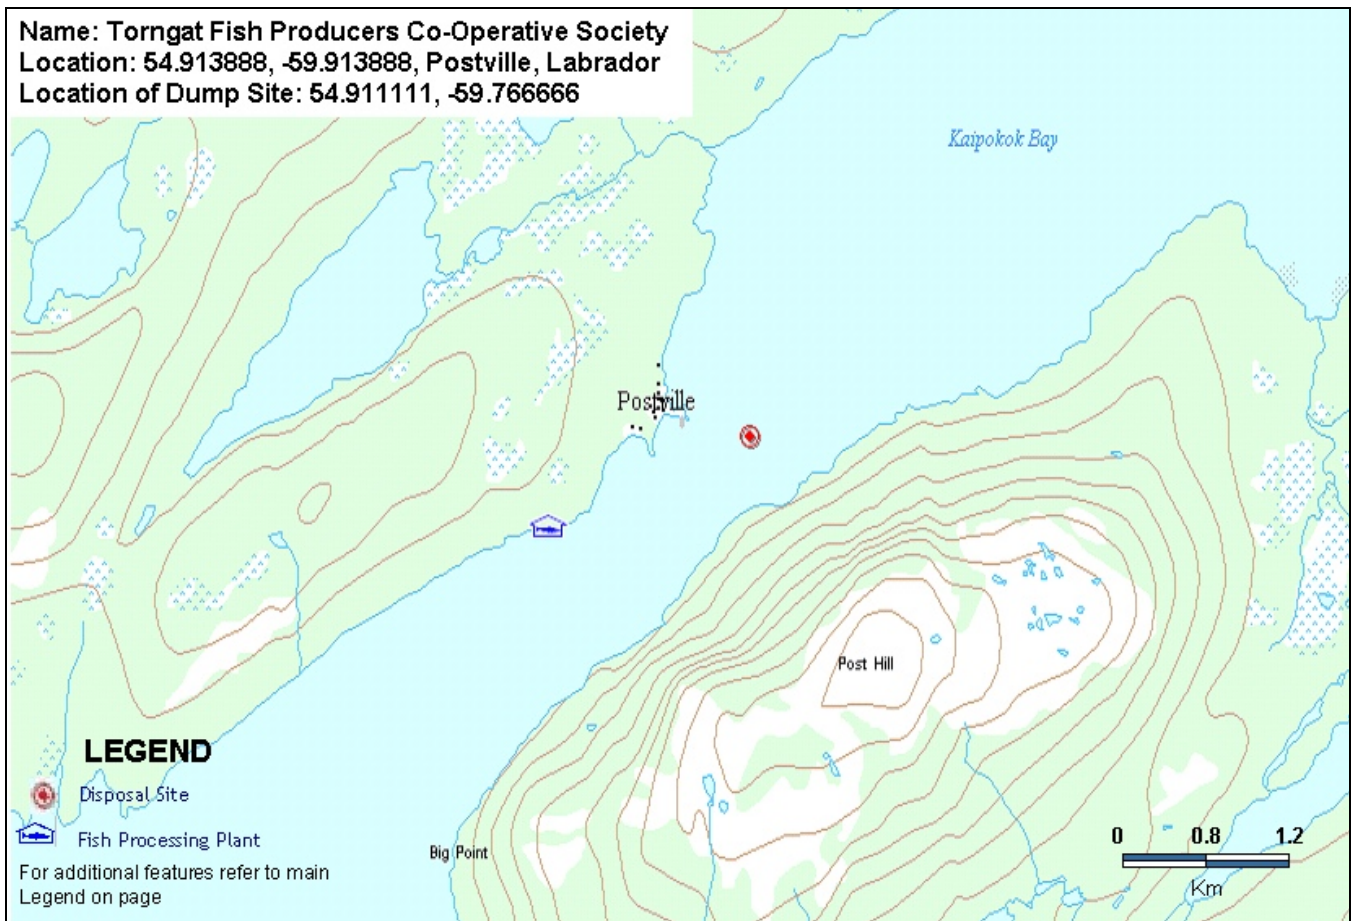 Name: Torngat Fish Producers Co-Operative Society
Location: 54.913888, -59.913888, Postville, Labrador
Location of Dump Site: 54.911111, -59.766666
Kaipokok Bay
Postville
Post Hill
Big Point
LEGEND
Disposal Site
Fish Processing Plant
For additional features refer to main
Legend on page
0 0.8 1.2
Km